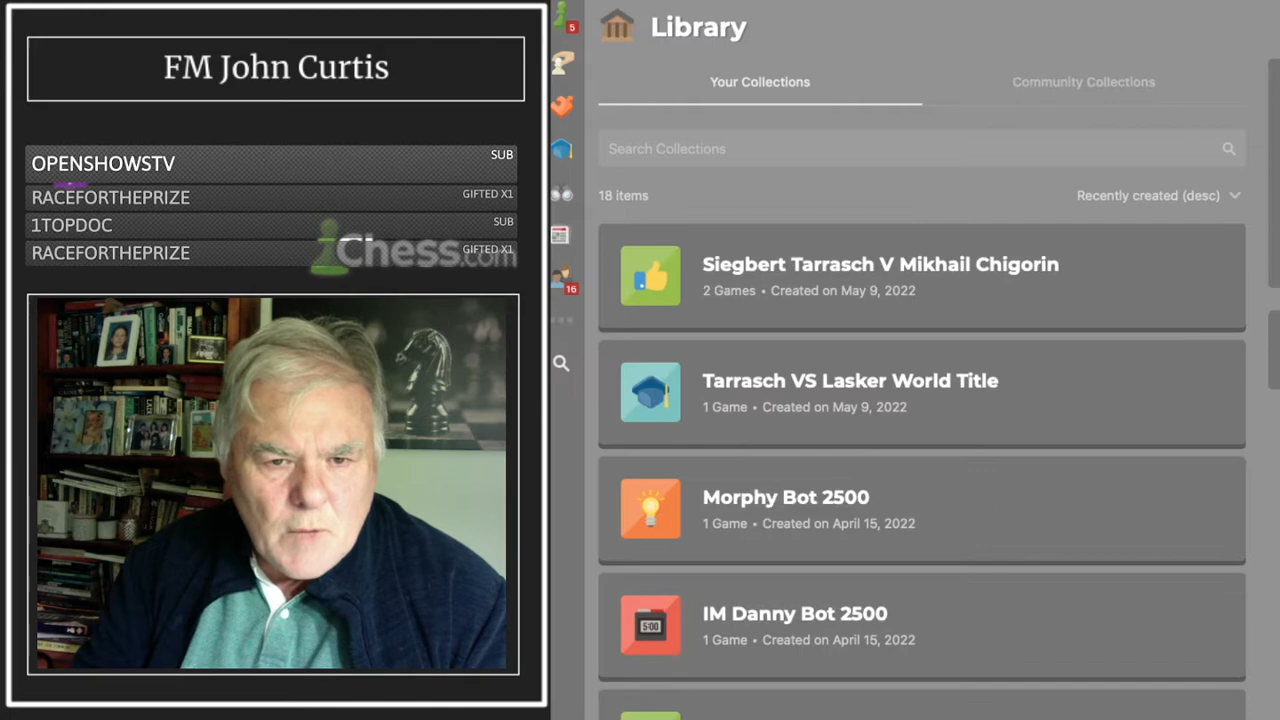 FM John Curtis
OPENSHOWSTV SUB
RACEFORTHEPRIZE GIFTED X1
1TOPDOC SUB
RACEFORTHEPRIZE GIFTED X1
Chess.com
5
16
Library
Your Collections Community Collections
Search Collections
18 items Recently created (desc)
Siegbert Tarrasch V Mikhail Chigorin
2 Games • Created on May 9, 2022
Tarrasch VS Lasker World Title
1 Game • Created on May 9, 2022
Morphy Bot 2500
1 Game • Created on April 15, 2022
5:00
IM Danny Bot 2500
1 Game • Created on April 15, 2022